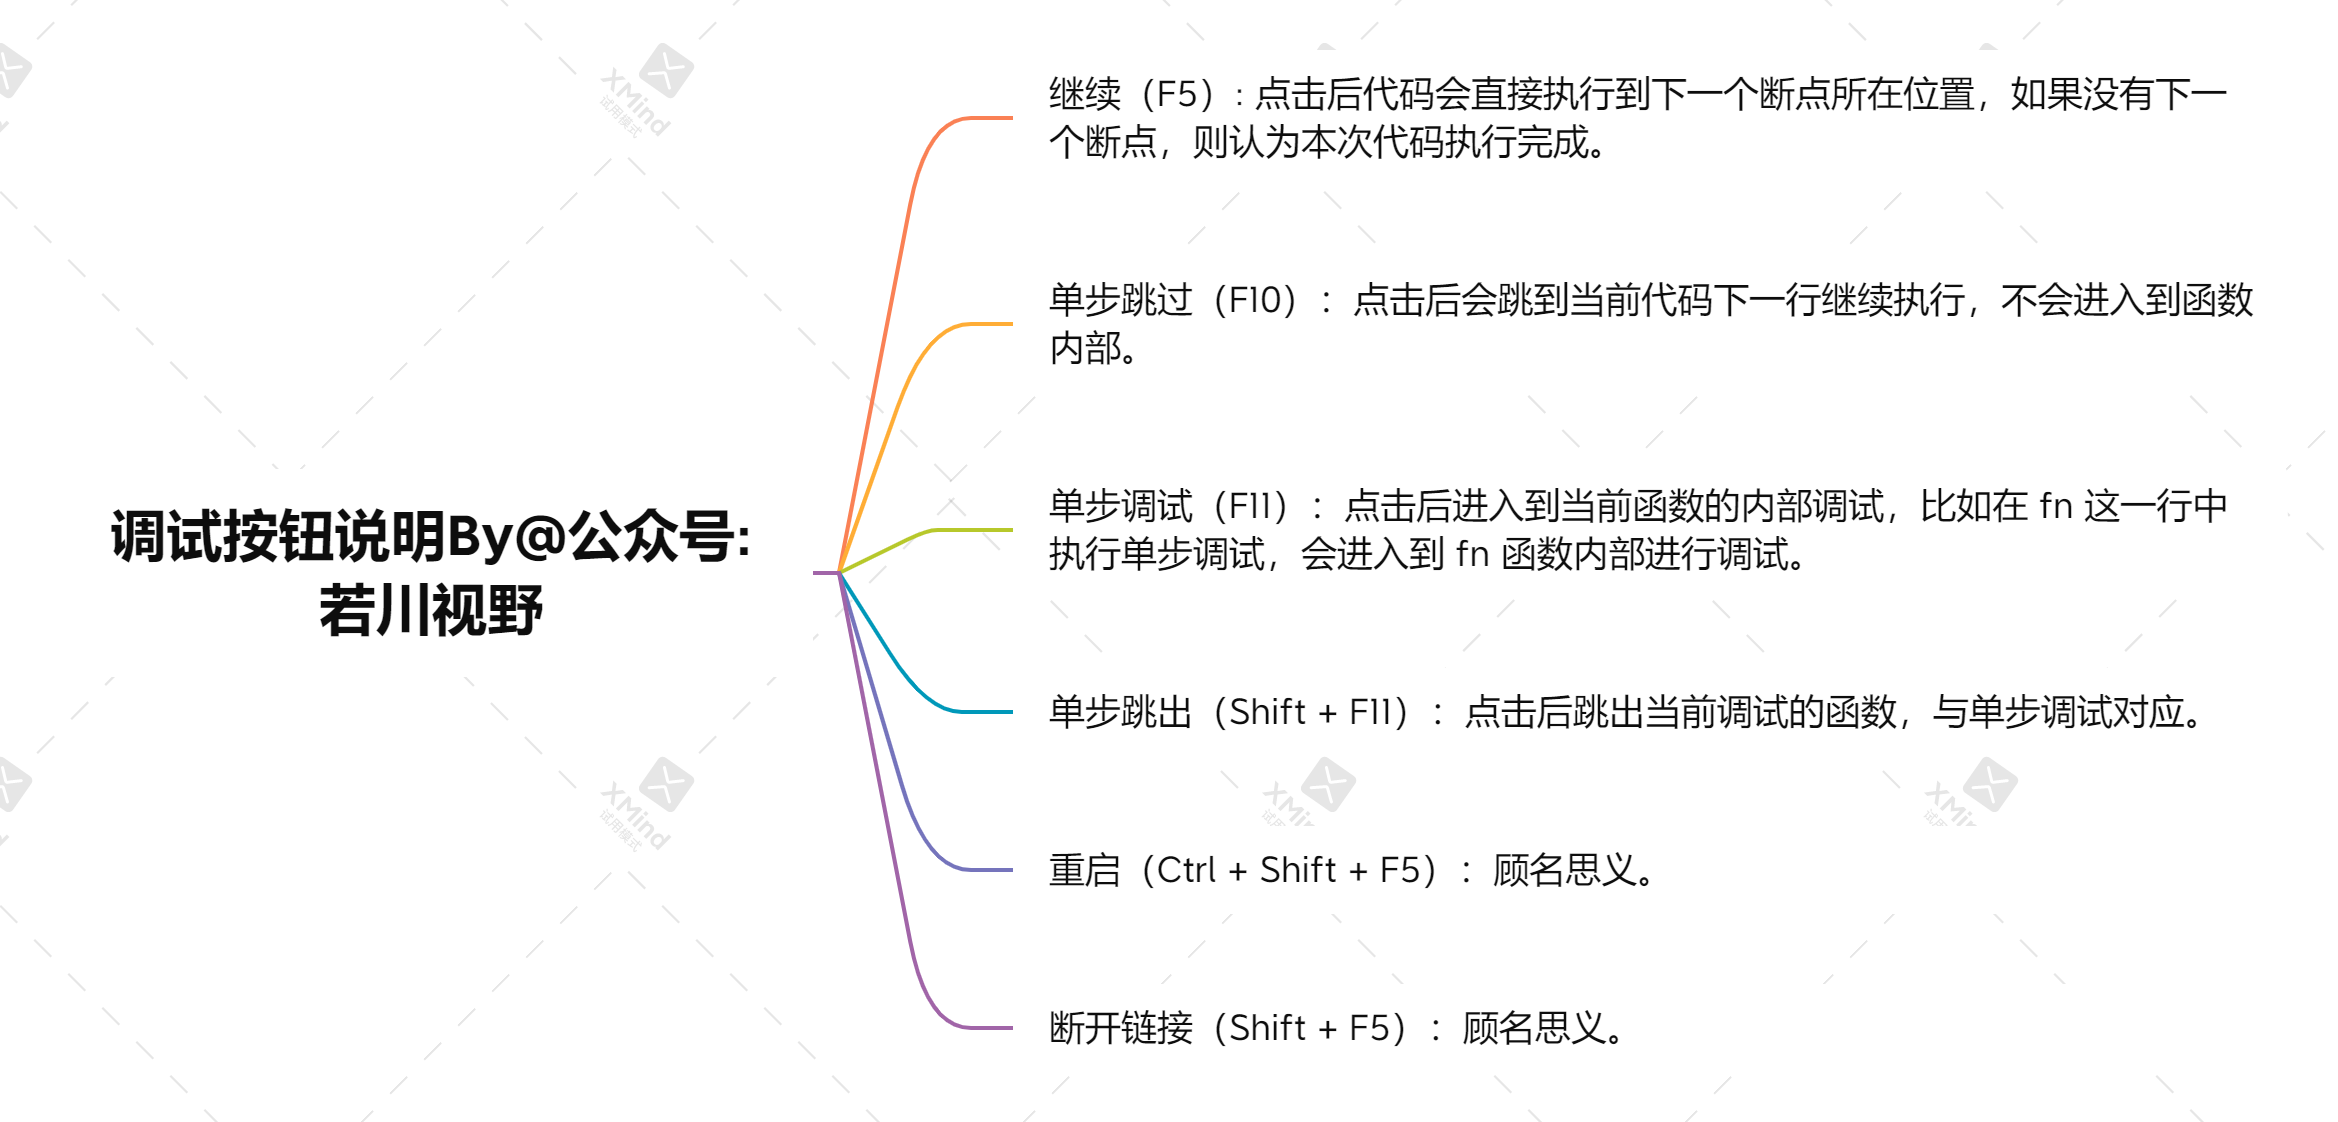 调试按钮说明By@公众号:
若川视野
继续（F5）: 点击后代码会直接执行到下一个断点所在位置，如果没有下一
个断点，则认为本次代码执行完成。
单步跳过（F10）：点击后会跳到当前代码下一行继续执行，不会进入到函数
内部。
单步调试（F11）：点击后进入到当前函数的内部调试，比如在 fn 这一行中
执行单步调试，会进入到 fn 函数内部进行调试。
单步跳出（Shift + F11）：点击后跳出当前调试的函数，与单步调试对应。
重启（Ctrl + Shift + F5）：顾名思义。
断开链接（Shift + F5）：顾名思义。
XMind
试用模式
XMind
试用模式